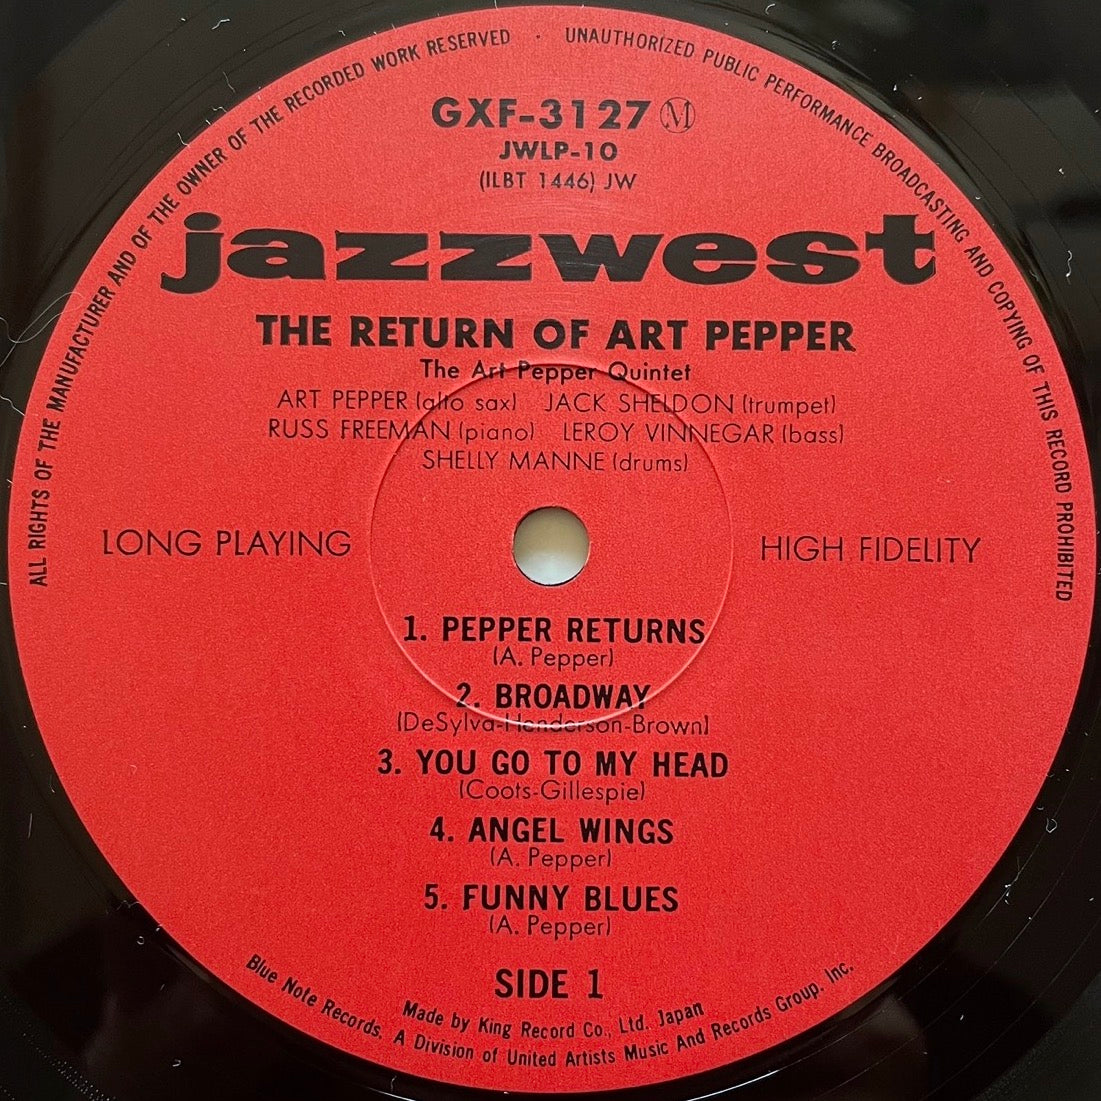 ALL RIGHTS OF THE MANUFACTURER AND OF THE OWNER OF THE RECORDED WORK RESERVED · UNAUTHORIZED PUBLIC PERFORMANCE BROADCASTING AND COPYING OF THIS RECORD PROHIBITED
GXF-3127 Ⓜ
JWLP-10
(ILBT 1446) JW
jazzwest
THE RETURN OF ART PEPPER
The Art Pepper Quintet
ART PEPPER (alto sax) JACK SHELDON (trumpet)
RUSS FREEMAN (piano) LEROY VINNEGAR (bass)
SHELLY MANNE (drums)
LONG PLAYING HIGH FIDELITY
1. PEPPER RETURNS
(A. Pepper)
2. BROADWAY
(DeSylva-Henderson-Brown)
3. YOU GO TO MY HEAD
(Coots-Gillespie)
4. ANGEL WINGS
(A. Pepper)
5. FUNNY BLUES
(A. Pepper)
SIDE 1
Made by King Record Co., Ltd. Japan
Blue Note Records, A Division of United Artists Music And Records Group, Inc.